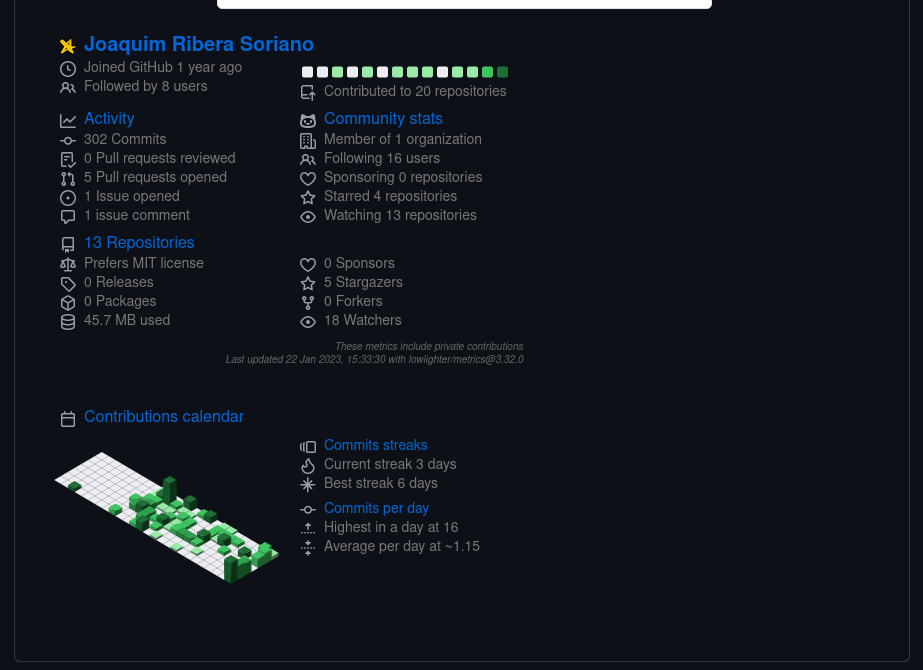 Joaquim Ribera Soriano
Joined GitHub 1 year ago
Followed by 8 users
Contributed to 20 repositories
Activity
302 Commits
0 Pull requests reviewed
5 Pull requests opened
1 Issue opened
1 issue comment
Community stats
Member of 1 organization
Following 16 users
Sponsoring 0 repositories
Starred 4 repositories
Watching 13 repositories
13 Repositories
Prefers MIT license
0 Releases
0 Packages
45.7 MB used
0 Sponsors
5 Stargazers
0 Forkers
18 Watchers
These metrics include private contributions
Last updated 22 Jan 2023, 15:33:30 with lowlighter/metrics@3.32.0
Contributions calendar
Commits streaks
Current streak 3 days
Best streak 6 days
Commits per day
Highest in a day at 16
Average per day at ~1.15